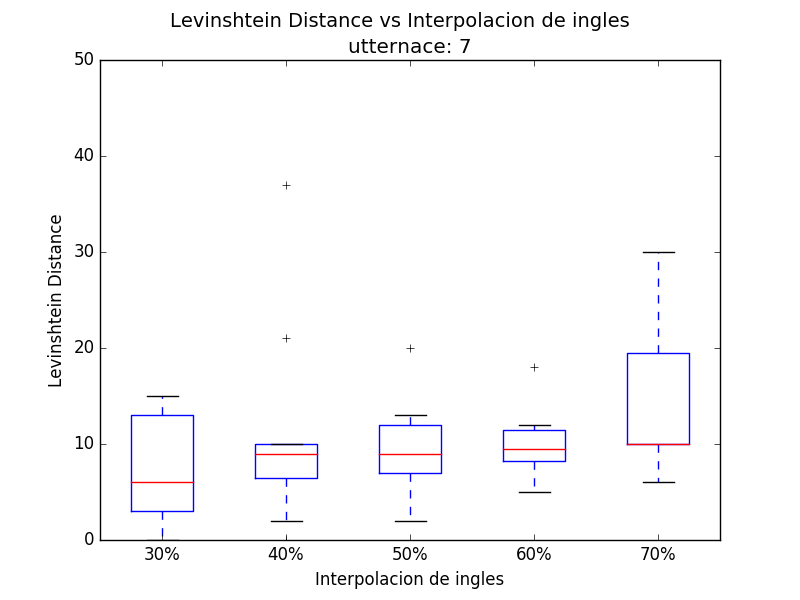 Levinshtein Distance vs Interpolacion de ingles
utternace: 7
50
40
30
20
10
0
Levinshtein Distance
30% 40% 50% 60% 70%
Interpolacion de ingles